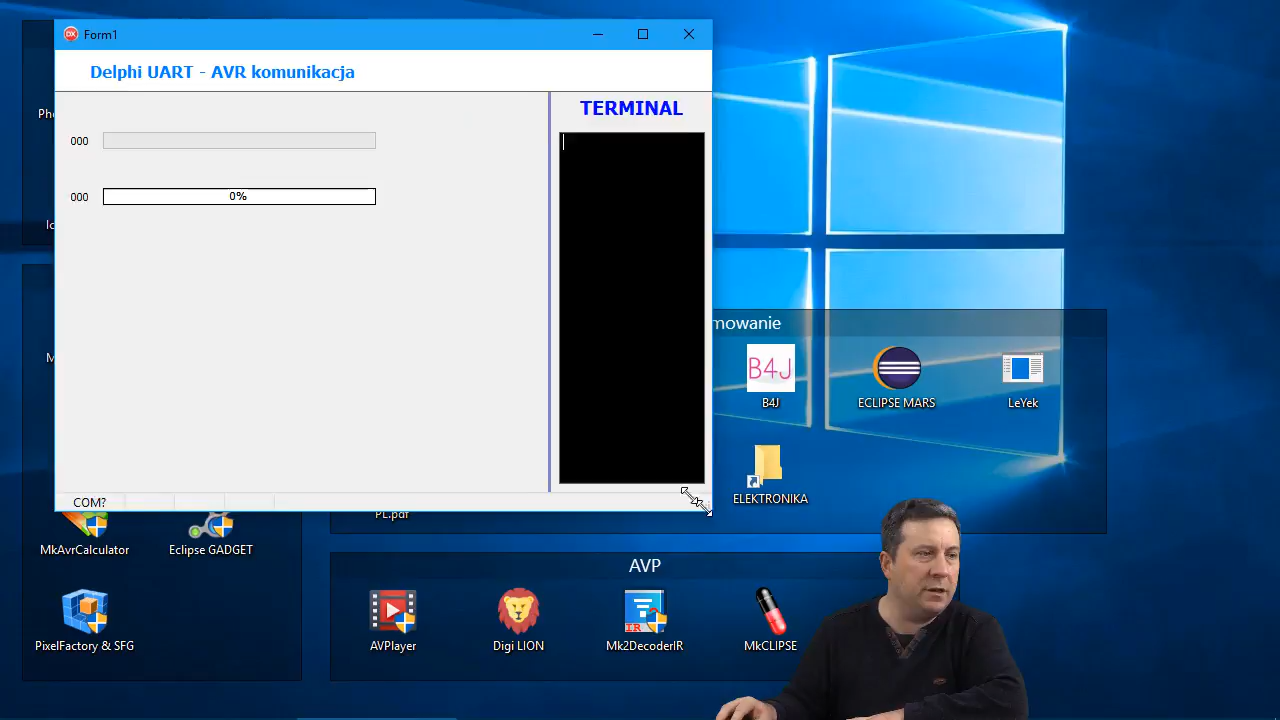 Form1
Delphi UART - AVR komunikacja
TERMINAL
000
000
0%
COM?
mowanie
B4J
B4J
ECLIPSE MARS
LeYek
ELEKTRONIKA
PL.pdf
MkAvrCalculator
Eclipse GADGET
PixelFactory & SFG
AVP
AVPlayer
Digi LION
IR
Mk2DecoderIR
MkCLIPSE